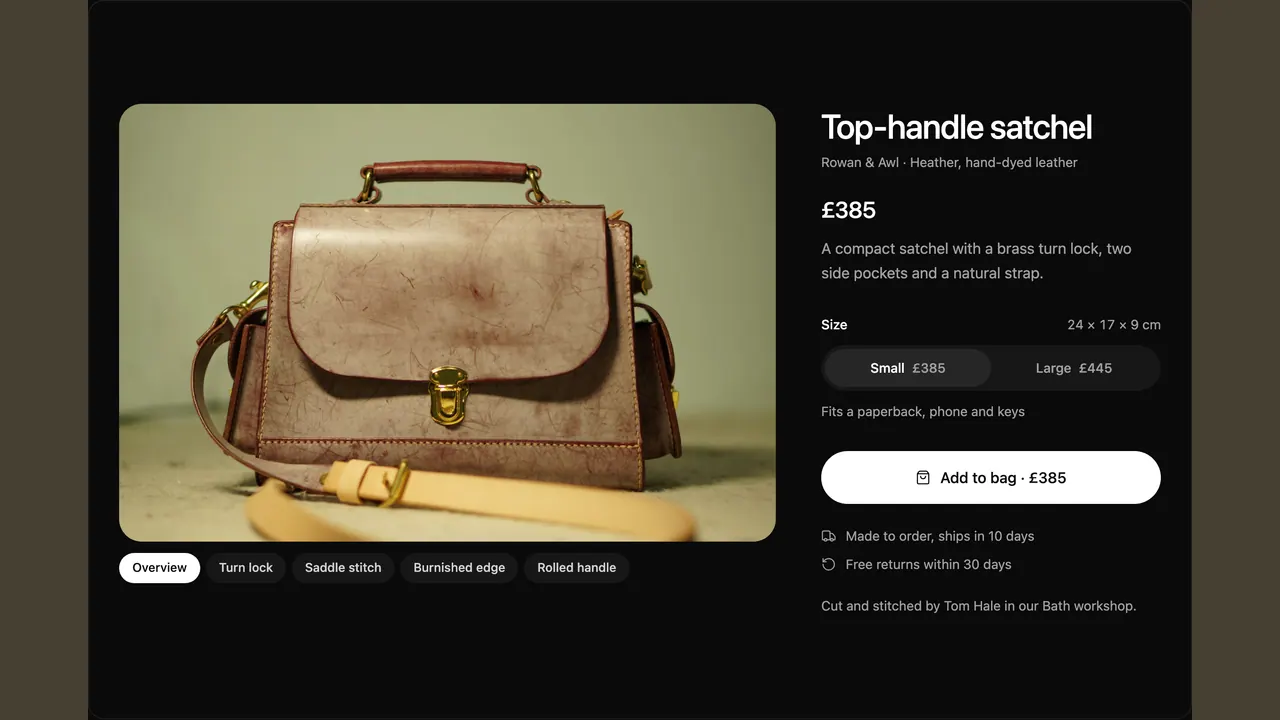 Top-handle satchel
Rowan & Awl · Heather, hand-dyed leather
£385
A compact satchel with a brass turn lock, two
side pockets and a natural strap.
Size 24 × 17 × 9 cm
Small £385 Large £445
Fits a paperback, phone and keys
Add to bag · £385
Made to order, ships in 10 days
Free returns within 30 days
Cut and stitched by Tom Hale in our Bath workshop.
Overview Turn lock Saddle stitch Burnished edge Rolled handle